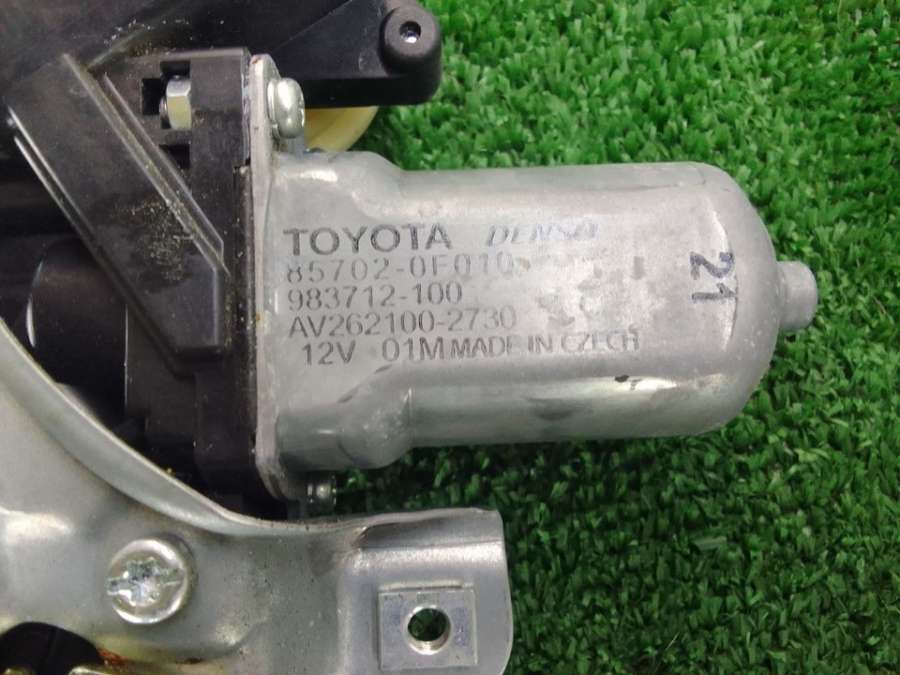 TOYOTA DENSO
85702-0F010
983712-100
AV262100-2730
12V 01M MADE IN CZECH
21